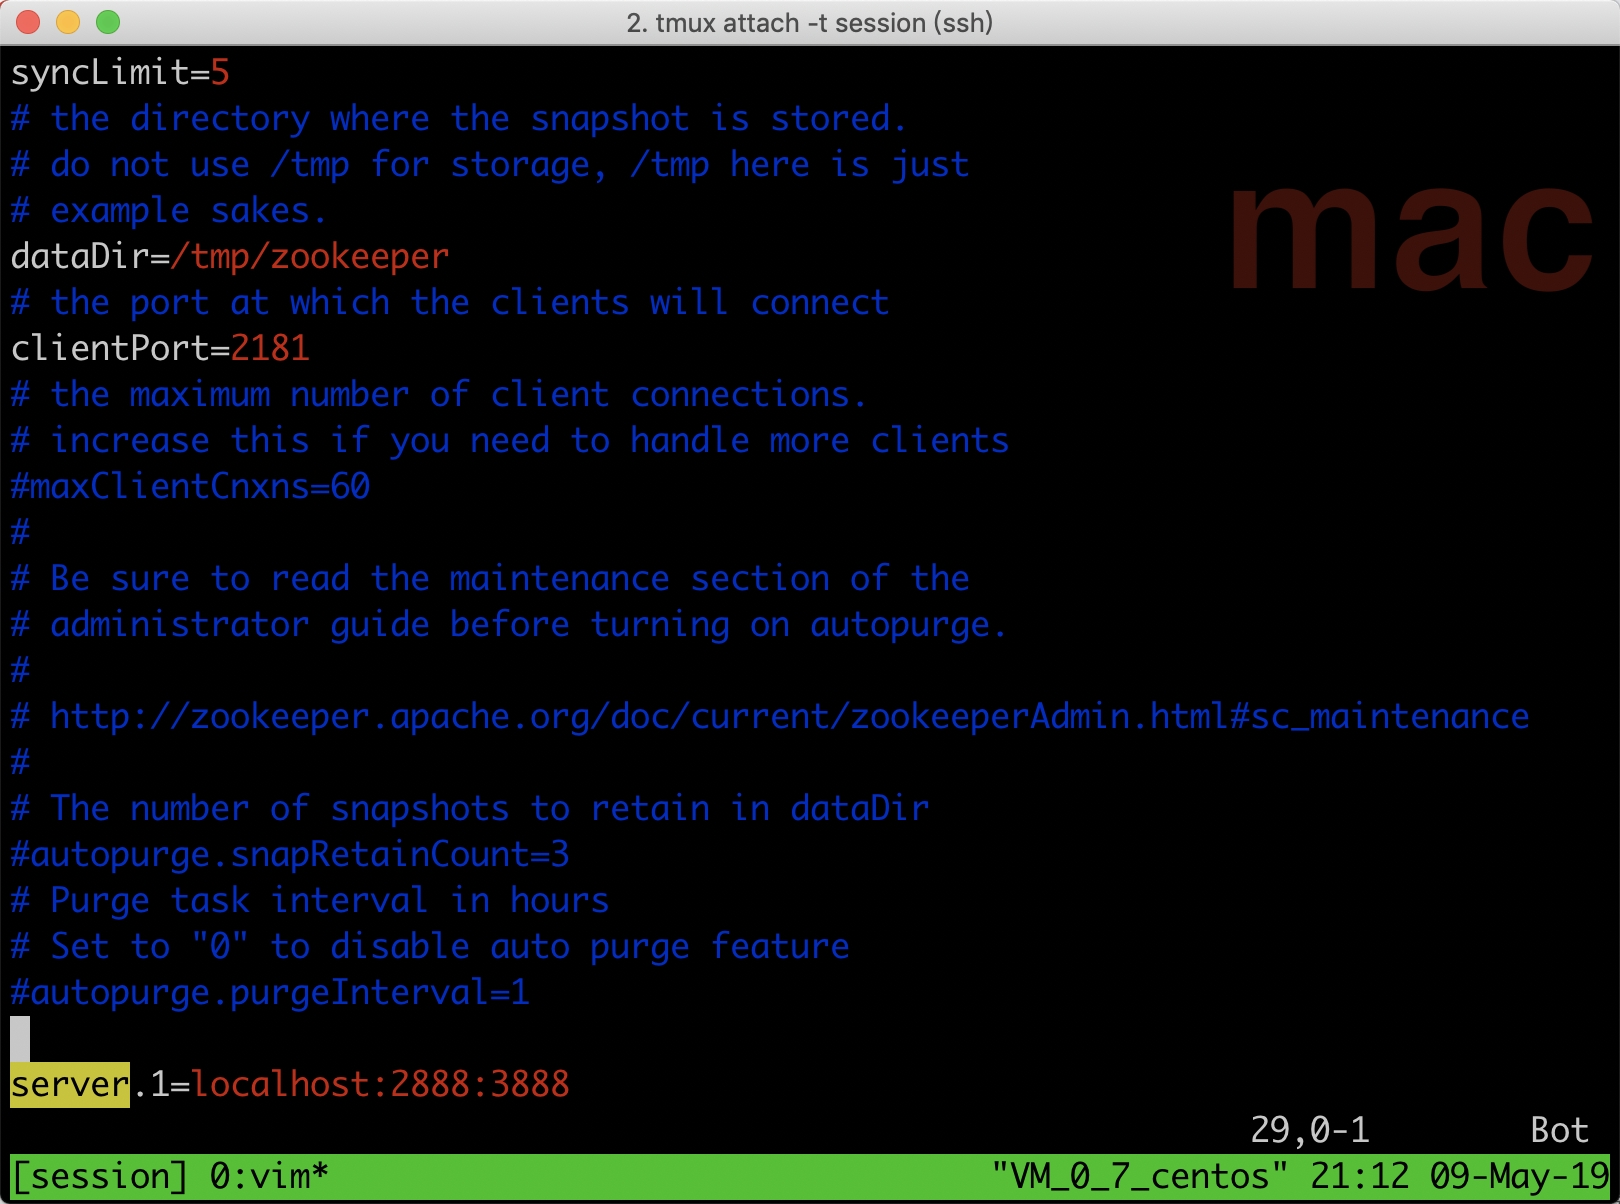 2. tmux attach -t session (ssh)
syncLimit=5
# the directory where the snapshot is stored.
# do not use /tmp for storage, /tmp here is just
# example sakes.
mac
dataDir=/tmp/zookeeper
# the port at which the clients will connect
clientPort=2181
# the maximum number of client connections.
# increase this if you need to handle more clients
#maxClientCnxns=60
#
# Be sure to read the maintenance section of the
# administrator guide before turning on autopurge.
#
# http://zookeeper.apache.org/doc/current/zookeeperAdmin.html#sc_maintenance
#
# The number of snapshots to retain in dataDir
#autopurge.snapRetainCount=3
# Purge task interval in hours
# Set to "0" to disable auto purge feature
#autopurge.purgeInterval=1
server.1=localhost:2888:3888
29,0-1 Bot
[session] 0:vim* "VM_0_7_centos" 21:12 09-May-19